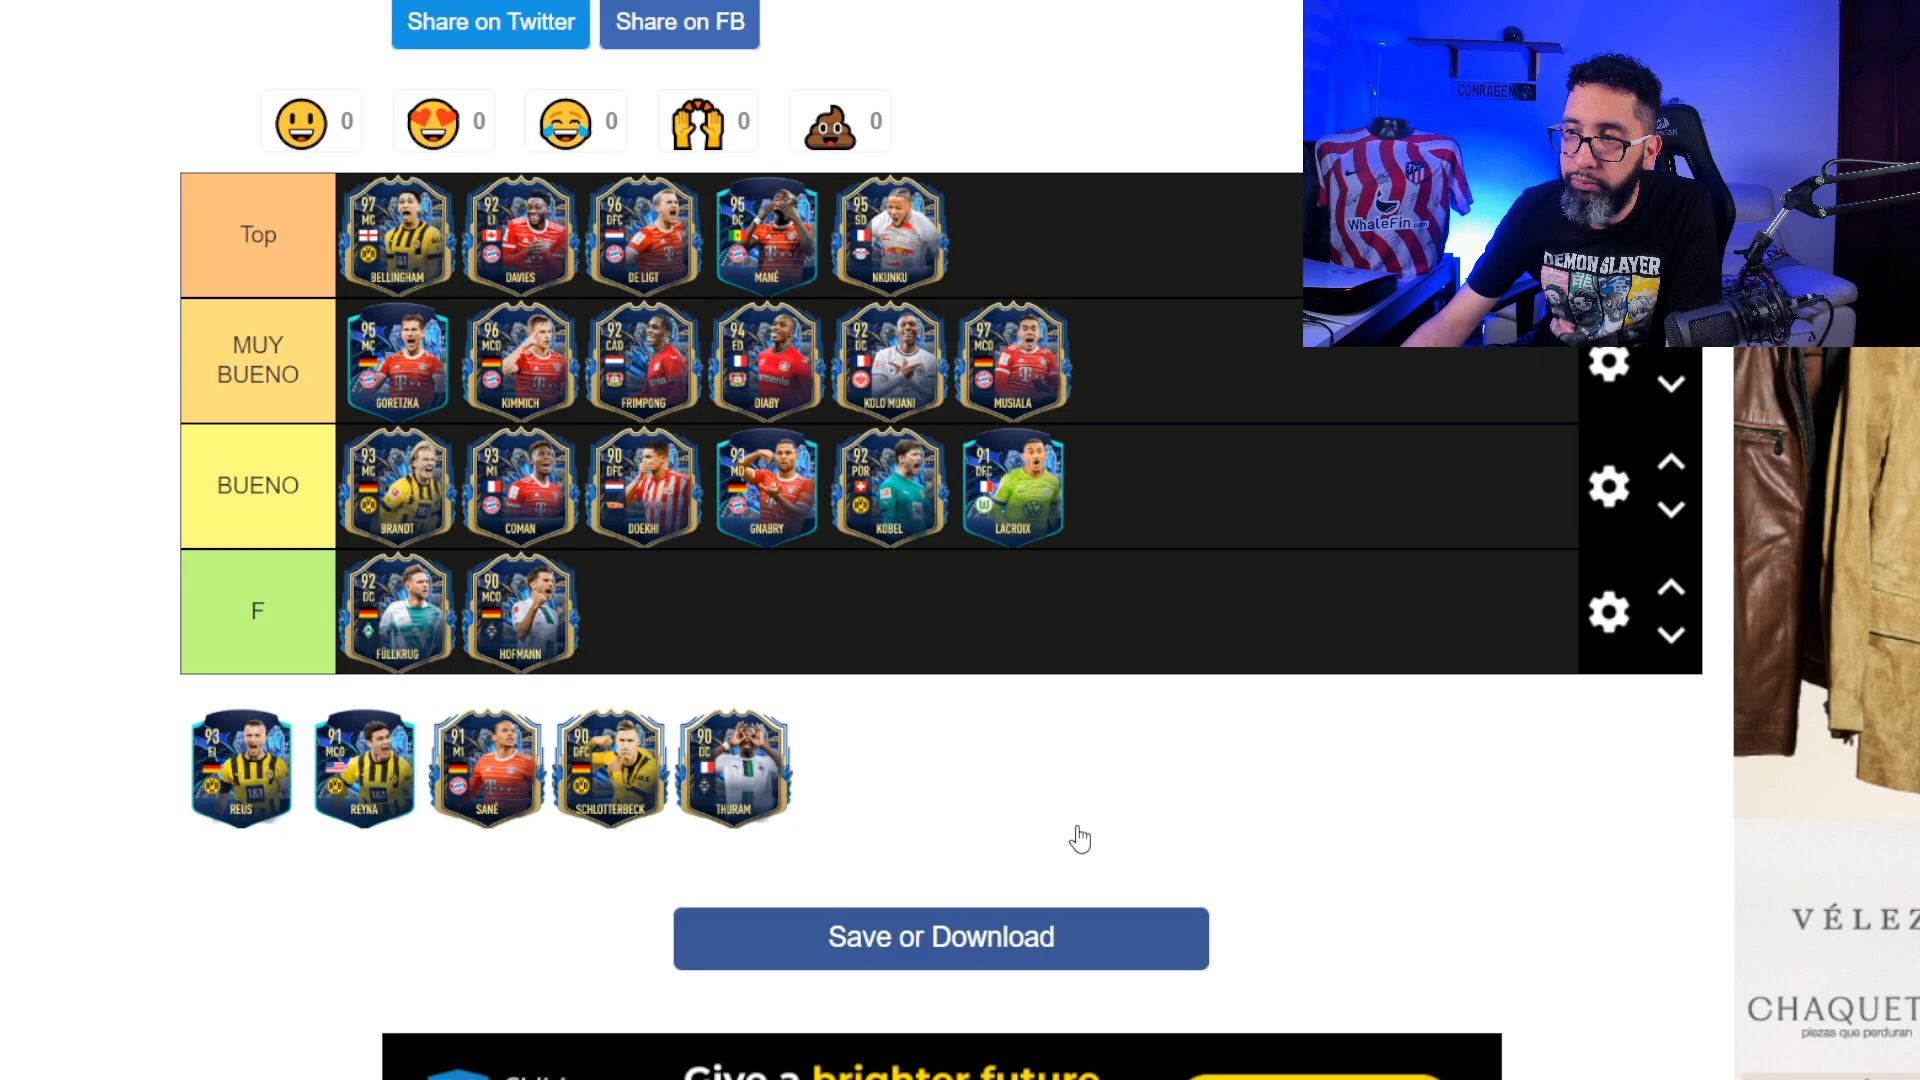 Share on Twitter
Share on FB
0
0
0
0
0
Top
97 MC BELLINGHAM
92 LI DAVIES
96 DFC DE LIGT
95 DC MANÉ
95 SD NKUNKU
MUY BUENO
95 MC GORETZKA
96 MCD KIMMICH
92 CAD FRIMPONG
94 ED DIABY
92 DC KOLO MUANI
97 MCO MUSIALA
BUENO
93 MC BRANDT
93 MI COMAN
90 DFC DOEKHI
93 MD GNABRY
92 POR KOBEL
91 DFC LACROIX
F
92 DC FÜLLKRUG
90 MCO HOFMANN
93 EI REUS
91 MCO REYNA
91 MI SANÉ
90 DFC SCHLOTTERBECK
90 DC THURAM
Save or Download
Give a brighter future
CONRAGEN
WhaleFin.com
DEMON SLAYER
VÉLEZ
CHAQUET
piezas que perduran